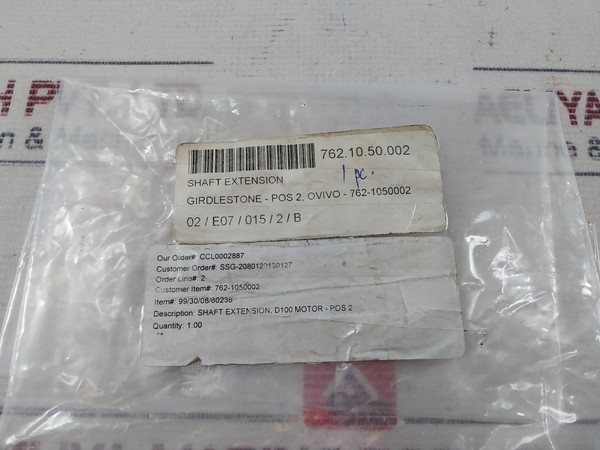 762.10.50.002
1 pc.
SHAFT EXTENSION
GIRDLESTONE - POS 2, OVIVO - 762-1050002
02 / E07 / 015 / 2 / B
Our Order# CCL0002887
Customer Order#: SSG-2080120130127
Order Line#: 2
Customer Item#: 762-1050002
Item#: 99/30/08/60236
Description: SHAFT EXTENSION, D100 MOTOR - POS 2
Quantity: 1.00